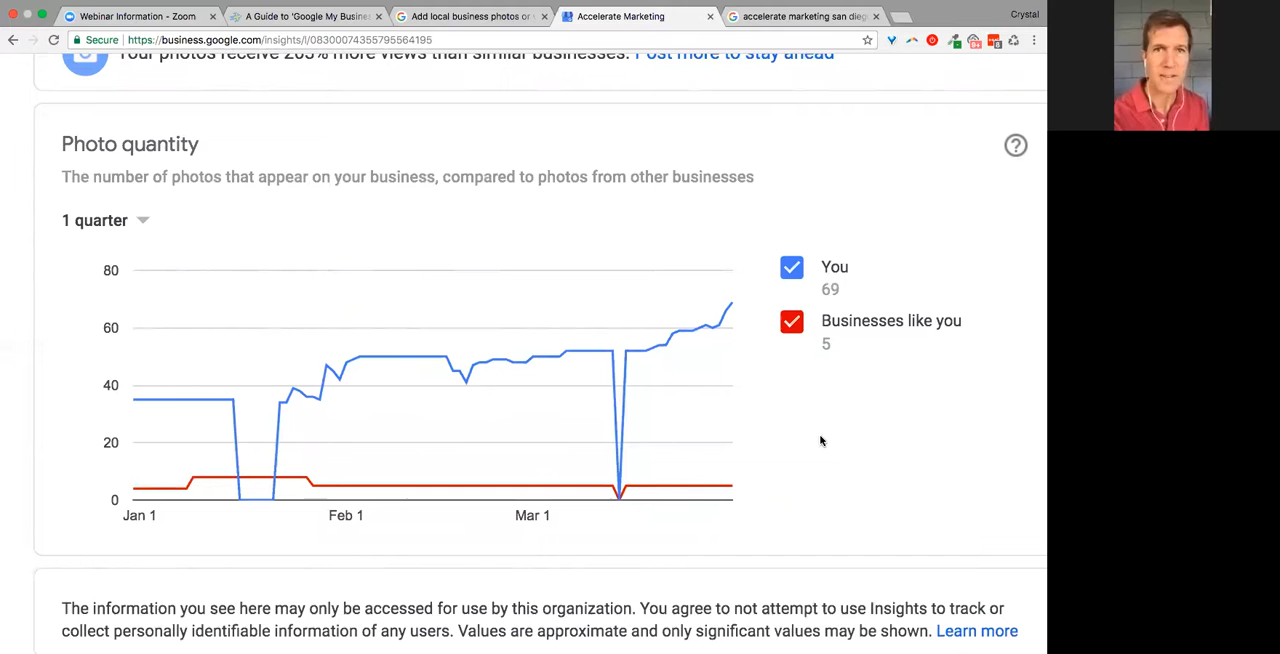 Webinar Information - Zoom
A Guide to 'Google My Busine
Add local business photos or
Accelerate Marketing
accelerate marketing san dieg
Crystal
Secure https://business.google.com/insights/l/08300074355795564195
Your photos receive 265% more views than similar businesses. Post more to stay ahead
Photo quantity
The number of photos that appear on your business, compared to photos from other businesses
1 quarter
80
60
40
20
0
Jan 1
Feb 1
Mar 1
You
69
Businesses like you
5
The information you see here may only be accessed for use by this organization. You agree to not attempt to use Insights to track or
collect personally identifiable information of any users. Values are approximate and only significant values may be shown. Learn more